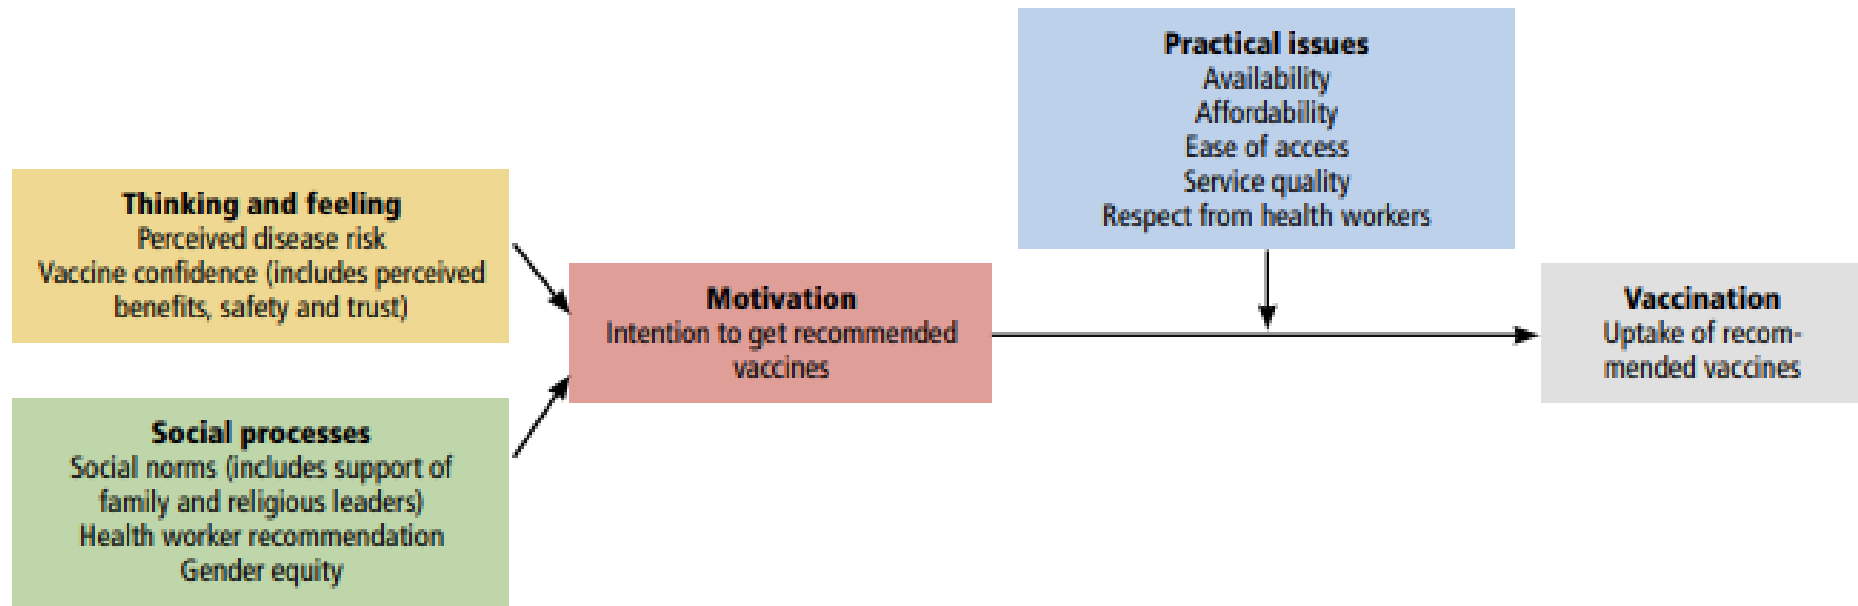 Practical issues
Availability
Affordability
Ease of access
Service quality
Respect from health workers
Thinking and feeling
Perceived disease risk
Vaccine confidence (includes perceived
benefits, safety and trust)
Motivation
Intention to get recommended
vaccines
Vaccination
Uptake of recom-
mended vaccines
Social processes
Social norms (includes support of
family and religious leaders)
Health worker recommendation
Gender equity